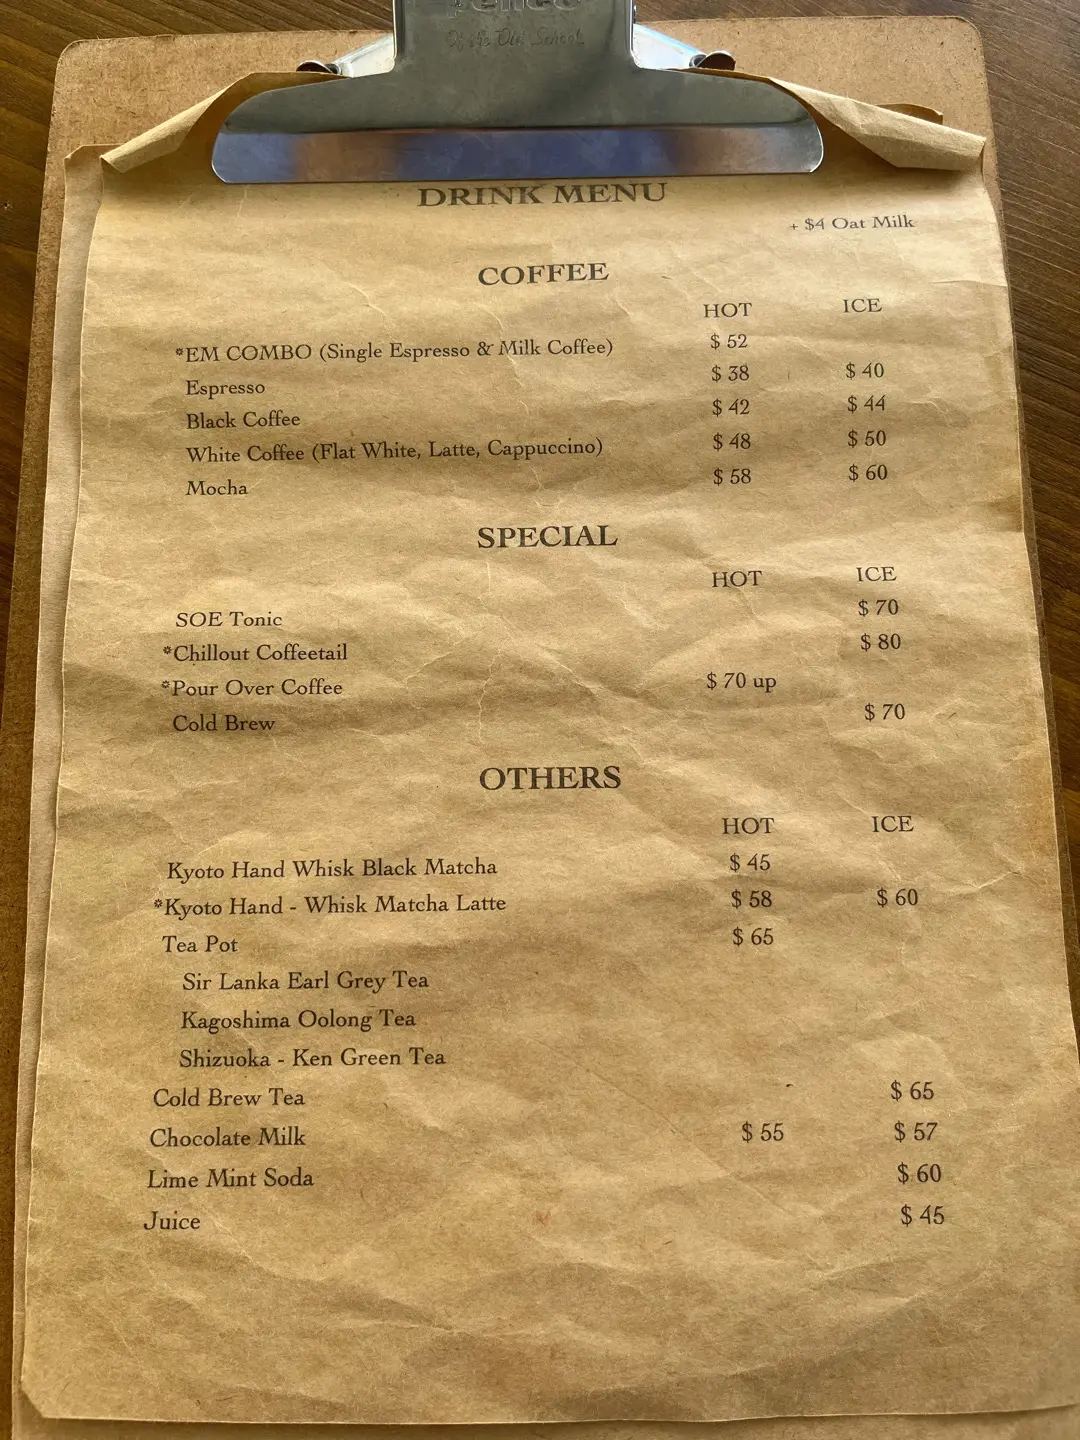 Old School
DRINK MENU
+ $4 Oat Milk
COFFEE
HOT ICE
*EM COMBO (Single Espresso & Milk Coffee) $ 52
Espresso $ 38 $ 40
Black Coffee $ 42 $ 44
White Coffee (Flat White, Latte, Cappuccino) $ 48 $ 50
Mocha $ 58 $ 60
SPECIAL
HOT ICE
SOE Tonic $ 70
*Chillout Coffeetail $ 80
*Pour Over Coffee $ 70 up
Cold Brew $ 70
OTHERS
HOT ICE
Kyoto Hand Whisk Black Matcha $ 45
*Kyoto Hand - Whisk Matcha Latte $ 58 $ 60
Tea Pot $ 65
Sir Lanka Earl Grey Tea
Kagoshima Oolong Tea
Shizuoka - Ken Green Tea
Cold Brew Tea $ 65
Chocolate Milk $ 55 $ 57
Lime Mint Soda $ 60
Juice $ 45